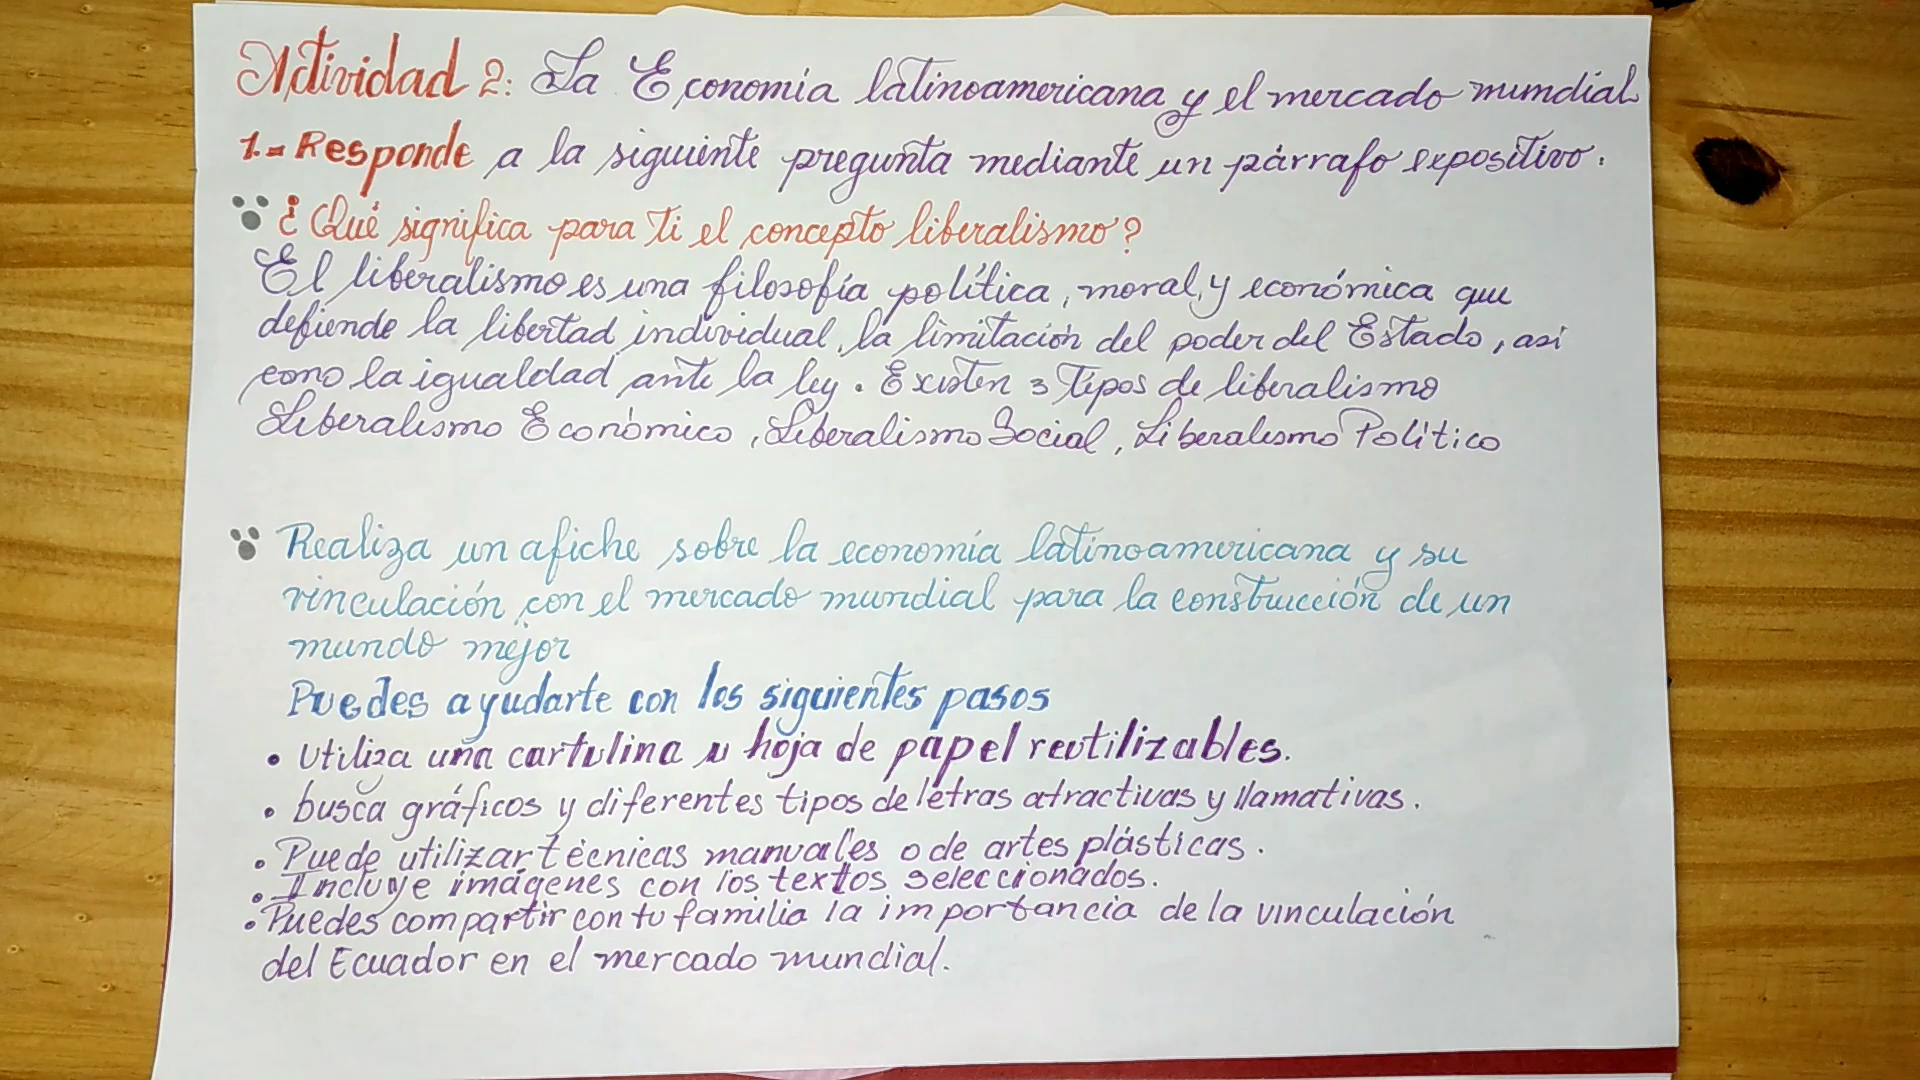 Actividad 2: La Economía latinoamericana y el mercado mundial
1.- Responde a la siguiente pregunta mediante un párrafo expositivo.
¿Qué significa para ti el concepto liberalismo?
El liberalismo es una filosofía política, moral, y económica que
defiende la libertad individual, la limitación del poder del Estado, así
como la igualdad ante la ley. Existen 3 Tipos de liberalismo
Liberalismo Económico, Liberalismo Social, Liberalismo Político
Realiza un afiche sobre la economía latinoamericana y su
vinculación con el mercado mundial para la construcción de un
mundo mejor
Puedes ayudarte con los siguientes pasos
• Utiliza una cartulina u hoja de papel reutilizables.
• busca gráficos y diferentes tipos de letras atractivas y llamativas.
• Puede utilizar técnicas manuales o de artes plásticas.
• Incluye imágenes con los textos seleccionados.
• Puedes compartir con tu familia la importancia de la vinculación
del Ecuador en el mercado mundial.